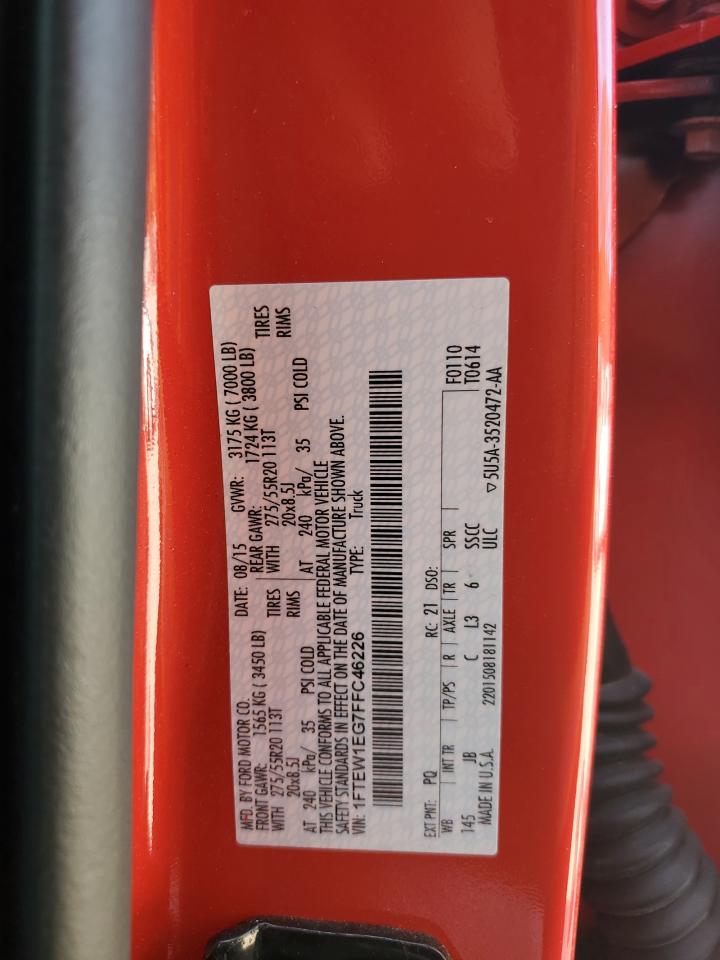 MFD. BY FORD MOTOR CO. DATE: 08/15 GVWR: 3175 KG ( 7000 LB)
FRONT GAWR: 1565 KG ( 3450 LB) REAR GAWR: 1724 KG ( 3800 LB)
WITH 275/55R20 113T TIRES WITH 275/55R20 113T TIRES
20x8.5J RIMS 20x8.5J RIMS
AT 240 kPa/ 35 PSI COLD AT 240 kPa/ 35 PSI COLD
THIS VEHICLE CONFORMS TO ALL APPLICABLE FEDERAL MOTOR VEHICLE
SAFETY STANDARDS IN EFFECT ON THE DATE OF MANUFACTURE SHOWN ABOVE.
VIN: 1FTEW1EG7FFC46226 TYPE: Truck
EXT PNT: PQ RC: 21 DSO:
WB INT TR TP/PS R AXLE TR SPR F0110
145 JB C L3 6 SSCC T0614
MADE IN U.S.A. 2201508181142 ULC ▽5U5A-3520472-AA